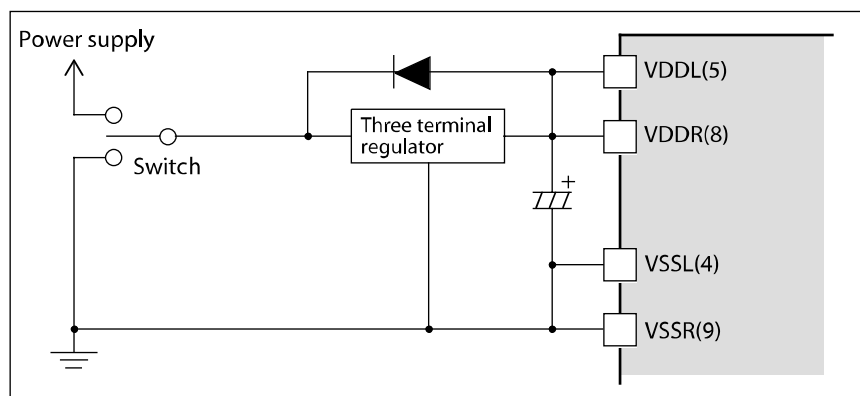 Power supply
VDDL(5)
Three terminal
regulator
VDDR(8)
Switch
+
VSSL(4)
VSSR(9)